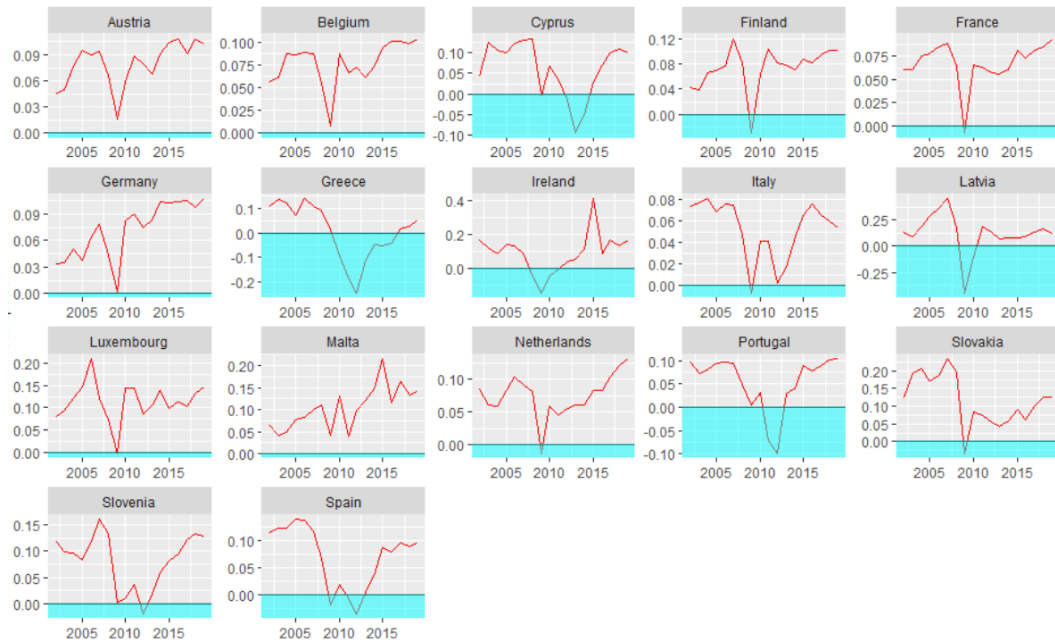 Austria Belgium Cyprus Finland France
0.09 0.100 0.10 0.12 0.075
0.06 0.075 0.05 0.08 0.050
0.03 0.050 0.00 0.04 0.025
0.00 0.025 -0.05 0.00 0.000
0.000 -0.10
2005 2010 2015 2005 2010 2015 2005 2010 2015 2005 2010 2015 2005 2010 2015
Germany Greece Ireland Italy Latvia
0.09 0.1 0.4 0.08 0.25
0.06 0.0 0.2 0.06 0.00
0.03 -0.1 0.0 0.04 -0.25
0.00 -0.2 0.02
0.00
2005 2010 2015 2005 2010 2015 2005 2010 2015 2005 2010 2015 2005 2010 2015
Luxembourg Malta Netherlands Portugal Slovakia
0.20 0.20 0.10 0.10 0.20
0.15 0.15 0.05 0.05 0.15
0.10 0.10 0.00 0.00 0.10
0.05 0.05 -0.05 0.05
0.00 0.00 -0.10 0.00
2005 2010 2015 2005 2010 2015
Slovenia Spain
0.15 0.10
0.10 0.05
0.05 0.00
0.00
2005 2010 2015 2005 2010 2015